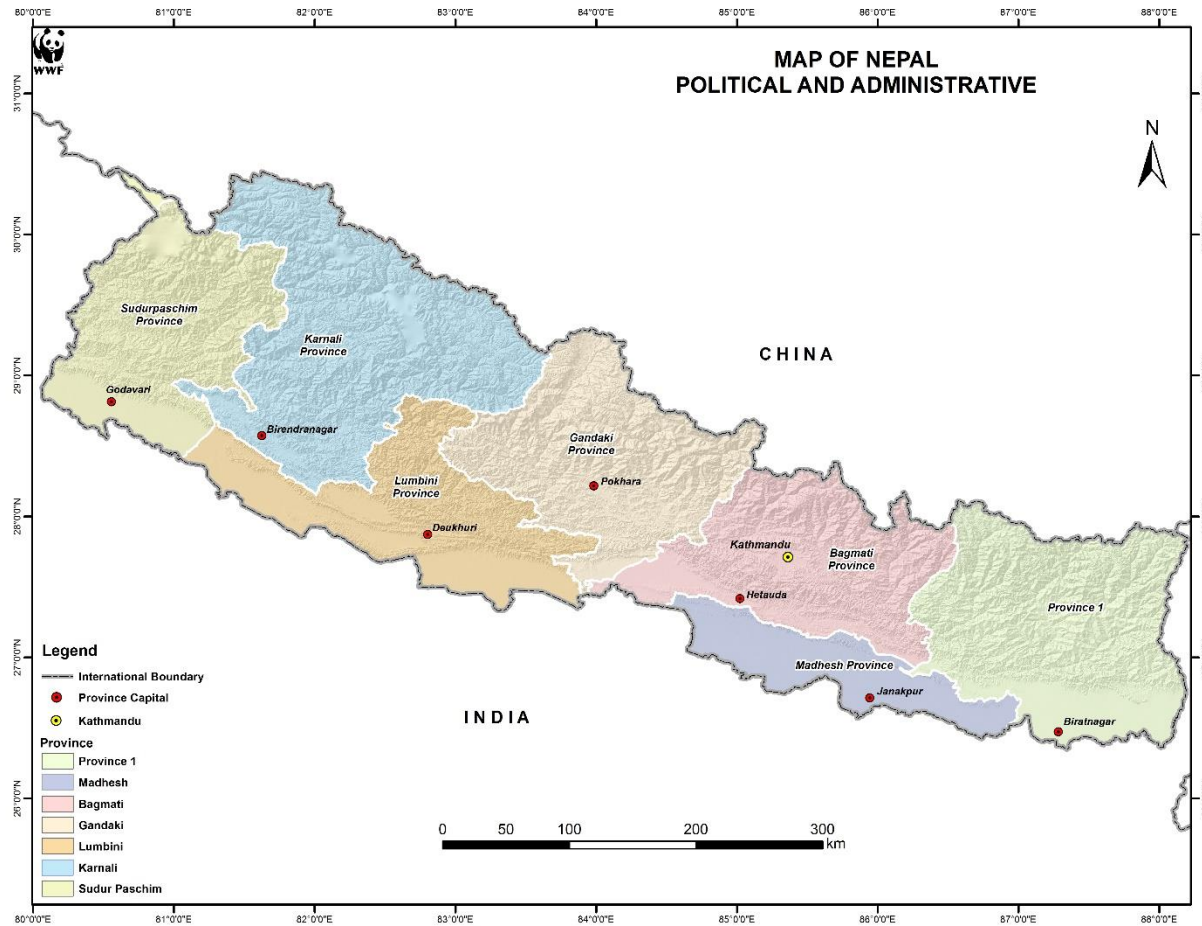 80°0'0"E 81°0'0"E 82°0'0"E 83°0'0"E 84°0'0"E 85°0'0"E 86°0'0"E 87°0'0"E 88°0'0"E
WWF
MAP OF NEPAL
POLITICAL AND ADMINISTRATIVE
N
31°0'0"N
30°0'0"N
29°0'0"N
28°0'0"N
27°0'0"N
26°0'0"N
Sudurpaschim
Province
Karnali
Province
CHINA
Godavari
Birendranagar
Gandaki
Province
Lumbini
Province
Pokhara
Deukhuri
Kathmandu
Bagmati
Province
Hetauda
Province 1
Madhesh Province
Janakpur
Biratnagar
INDIA
Legend
International Boundary
Province Capital
Kathmandu
Province
Province 1
Madhesh
Bagmati
Gandaki
Lumbini
Karnali
Sudur Paschim
0 50 100 200 300
km
80°0'0"E 81°0'0"E 82°0'0"E 83°0'0"E 84°0'0"E 85°0'0"E 86°0'0"E 87°0'0"E 88°0'0"E